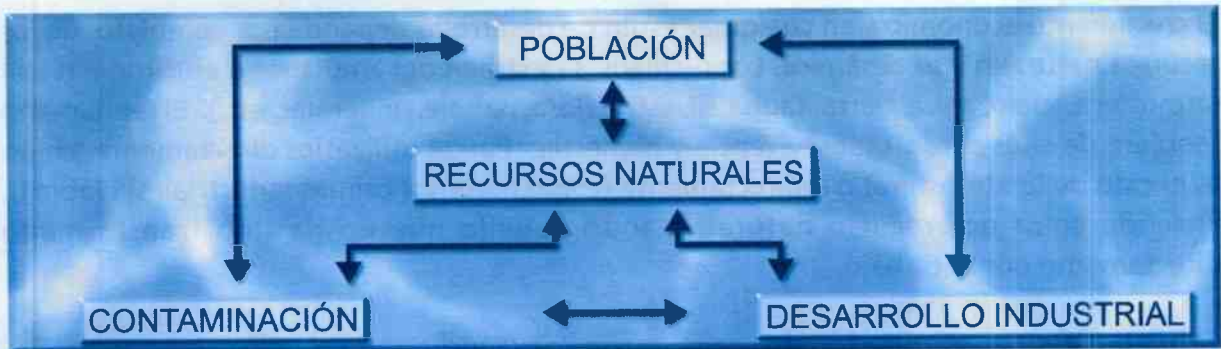 POBLACIÓN
RECURSOS NATURALES
CONTAMINACIÓN
DESARROLLO INDUSTRIAL